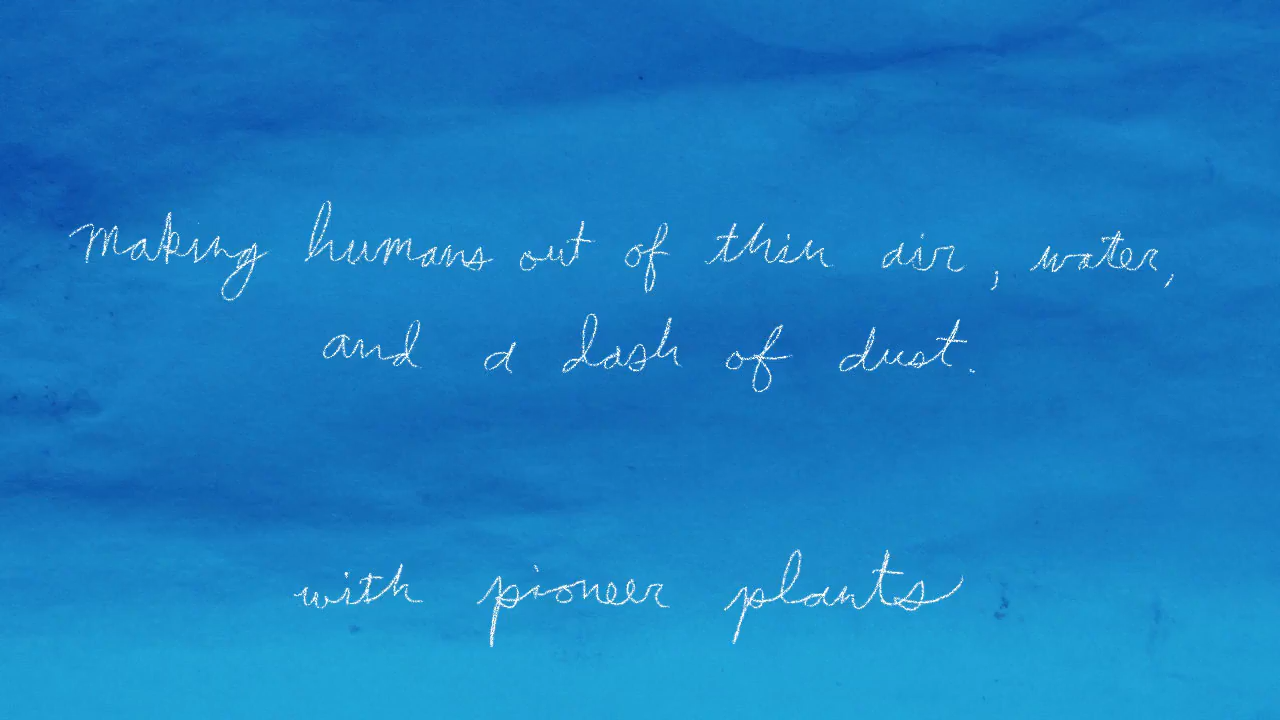 making humans out of thin air, water,
and a dash of dust.
with pioneer plants